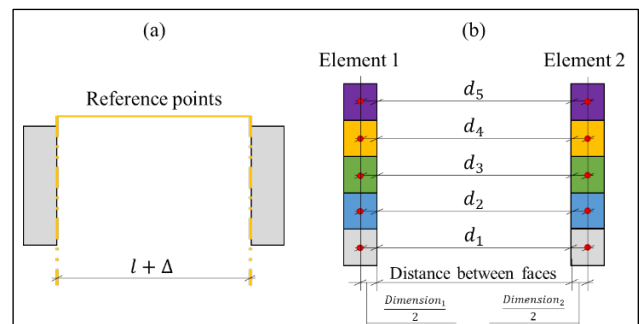 (a)
Reference points
l + Δ
(b)
Element 1
Element 2
d₅
d₄
d₃
d₂
d₁
Distance between faces
Dimension₁
2
Dimension₂
2